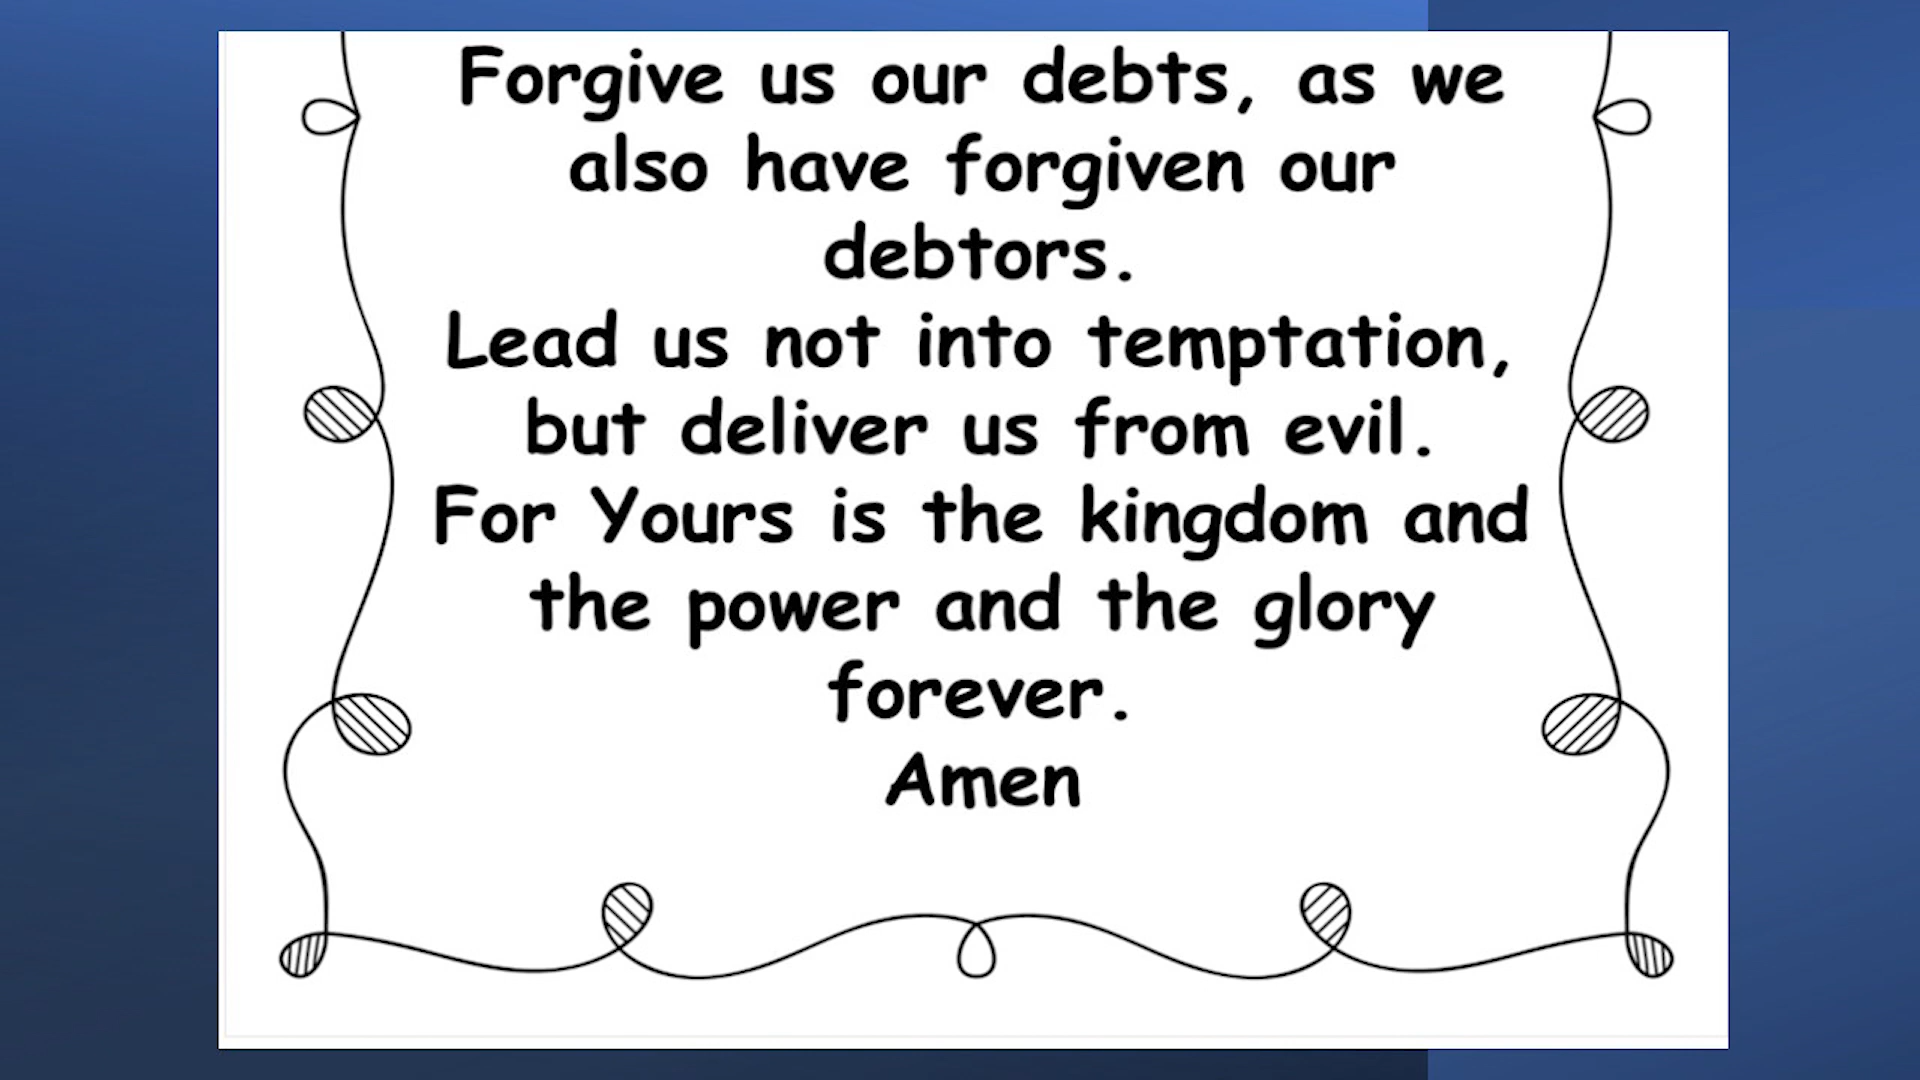 Forgive us our debts, as we
also have forgiven our
debtors.
Lead us not into temptation,
but deliver us from evil.
For Yours is the kingdom and
the power and the glory
forever.
Amen